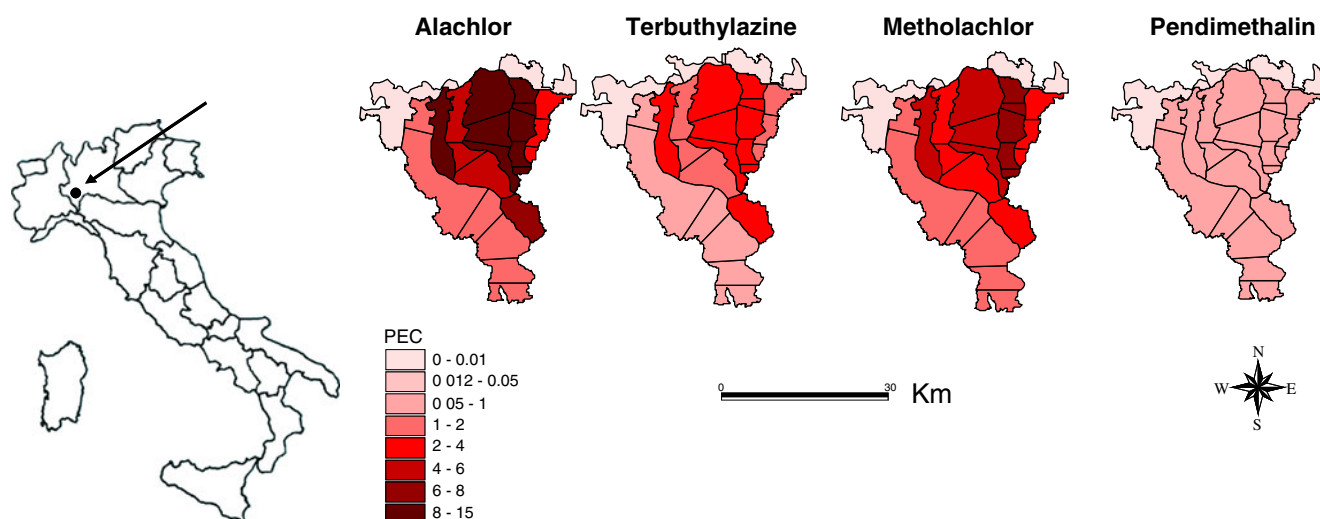 Alachlor Terbuthylazine Metholachlor Pendimethalin
PEC
0 - 0.01
0 012 - 0.05
0 05 - 1
1 - 2
2 - 4
4 - 6
6 - 8
8 - 15
0 30
Km
N
W E
S